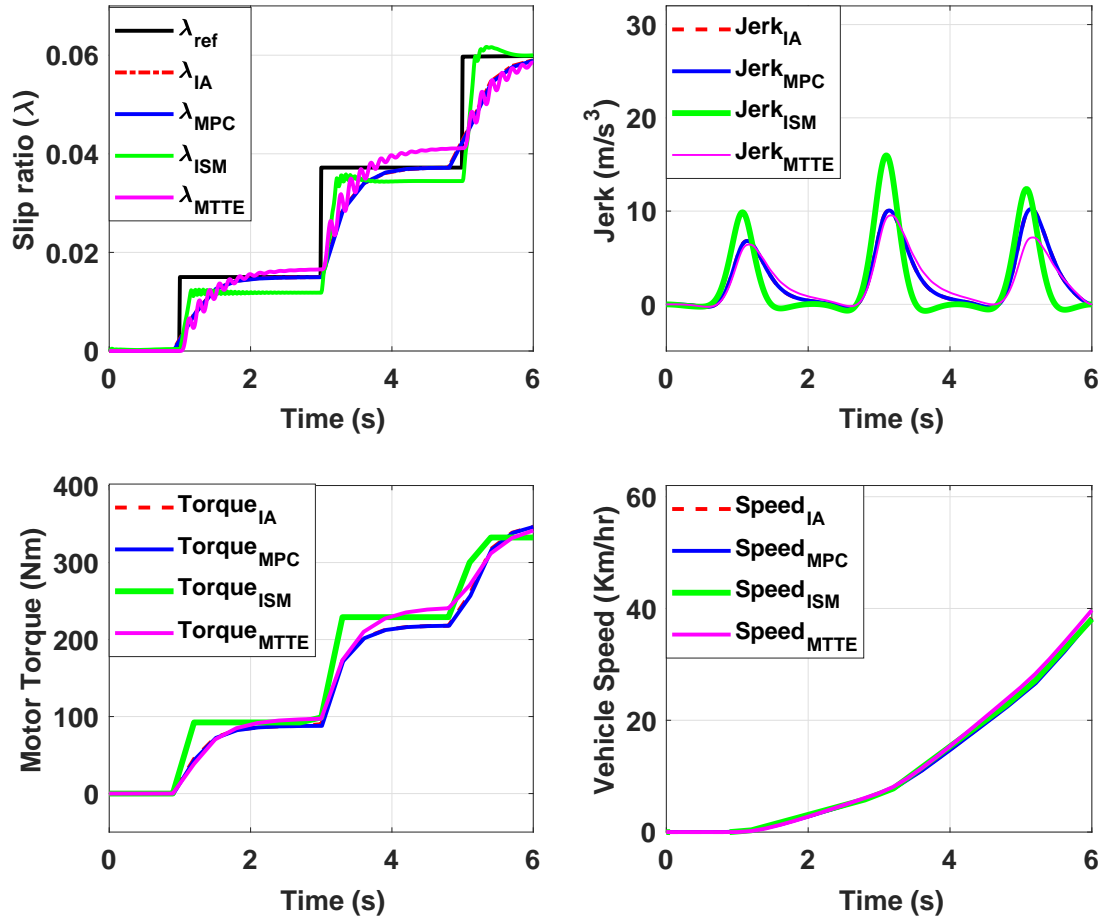 Slip ratio (λ)
0.06
0.04
0.02
0
λref
λIA
λMPC
λISM
λMTTE
0 2 4 6
Time (s)
Jerk (m/s³)
30
20
10
0
JerkIA
JerkMPC
JerkISM
JerkMTTE
0 2 4 6
Time (s)
Motor Torque (Nm)
400
300
200
100
0
TorqueIA
TorqueMPC
TorqueISM
TorqueMTTE
0 2 4 6
Time (s)
Vehicle Speed (Km/hr)
60
40
20
0
SpeedIA
SpeedMPC
SpeedISM
SpeedMTTE
0 2 4 6
Time (s)